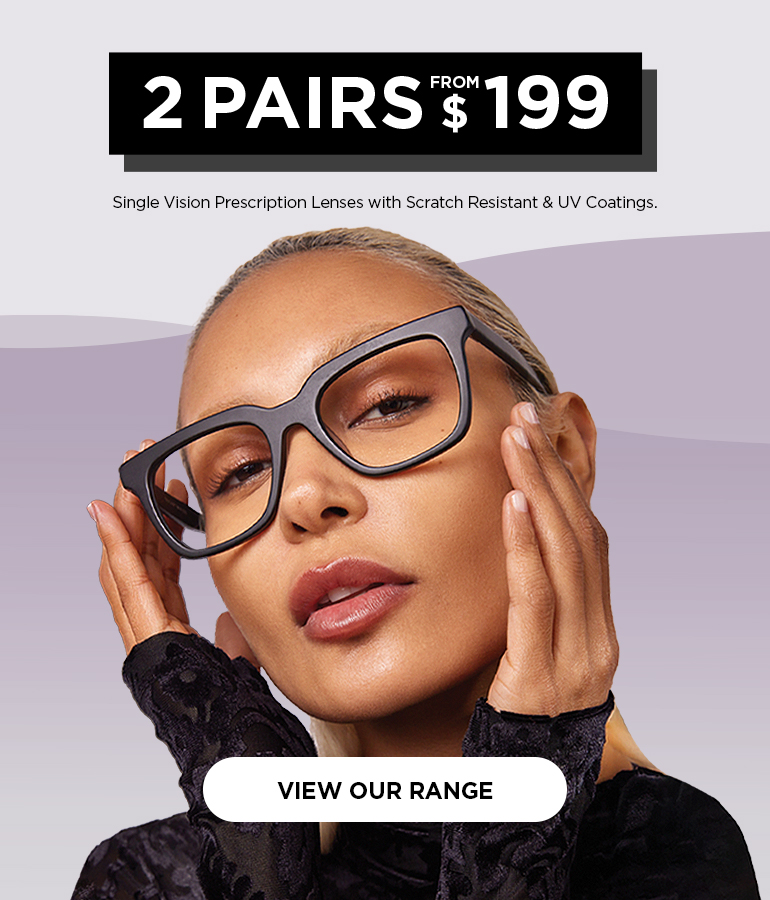 2 PAIRS FROM $199
Single Vision Prescription Lenses with Scratch Resistant & UV Coatings.
VIEW OUR RANGE